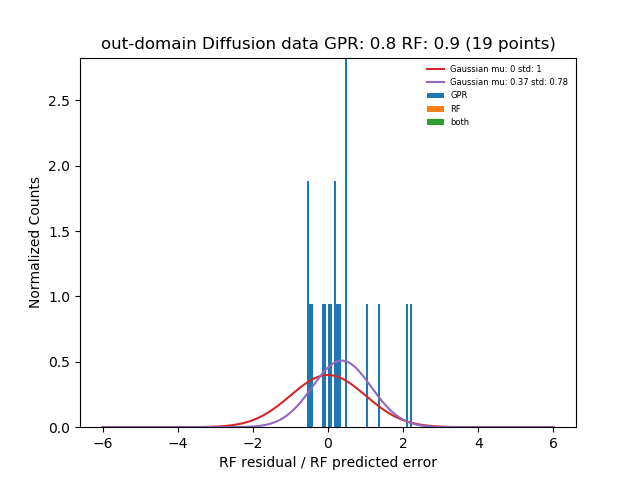 out-domain Diffusion data GPR: 0.8 RF: 0.9 (19 points)
Gaussian mu: 0 std: 1
Gaussian mu: 0.37 std: 0.78
GPR
RF
both
Normalized Counts
2.5
2.0
1.5
1.0
0.5
0.0
−6 −4 −2 0 2 4 6
RF residual / RF predicted error